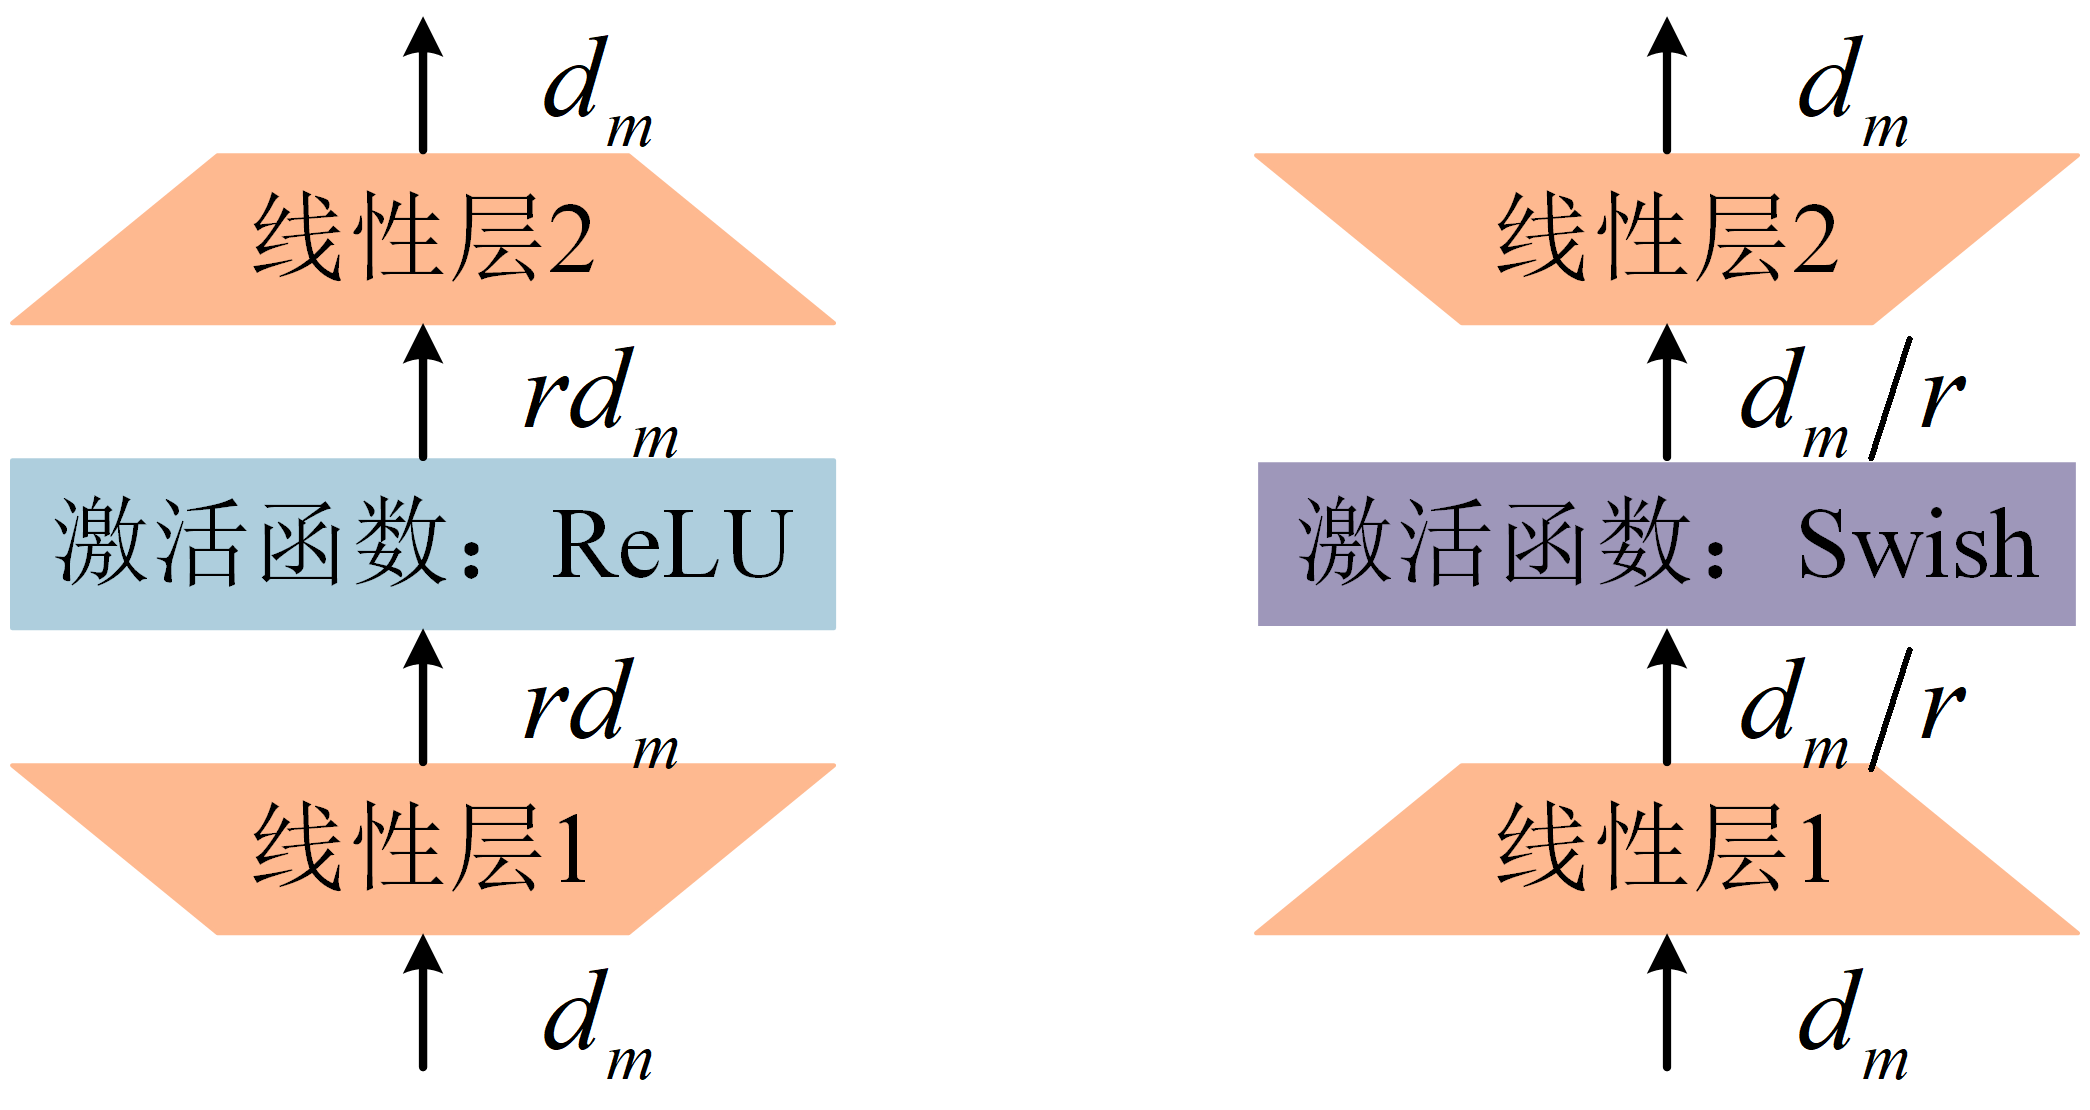 d_m
线性层2
rd_m
激活函数：ReLU
rd_m
线性层1
d_m
d_m
线性层2
d_m/r
激活函数：Swish
d_m/r
线性层1
d_m